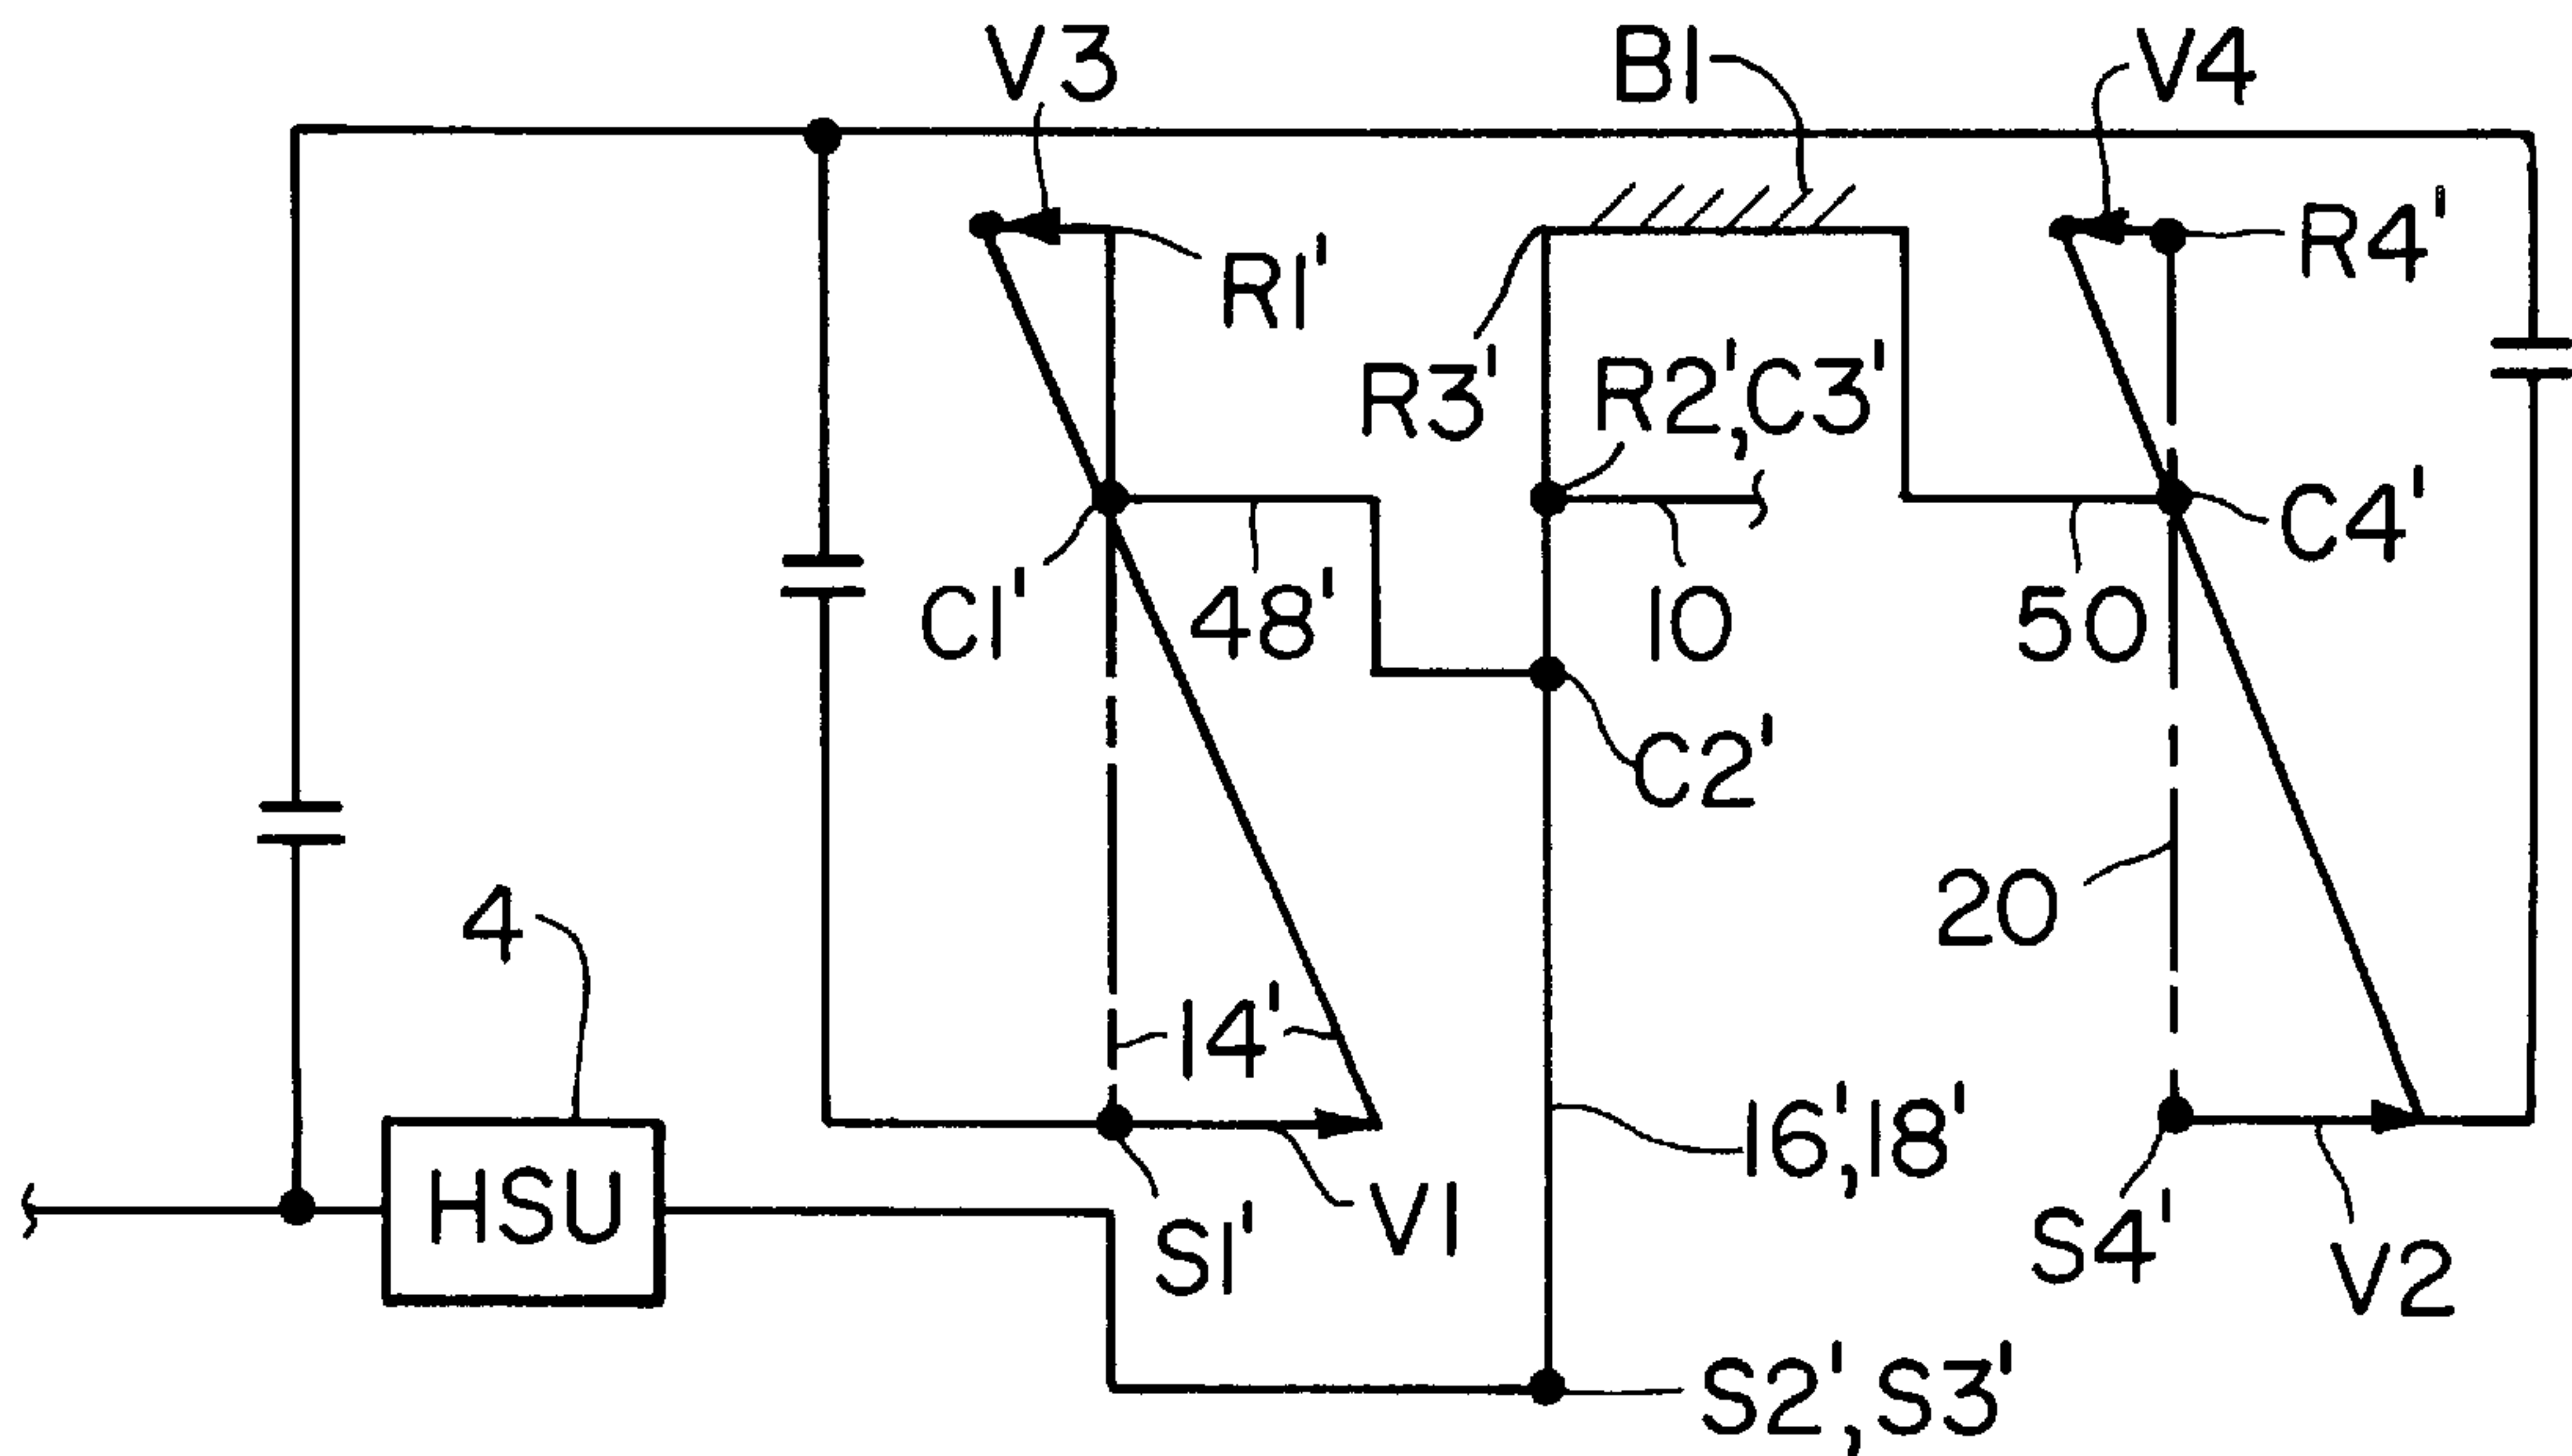 V3
B1
V4
R1'
R4'
R3'
R2',C3'
C1'
48'
10
50
C4'
C2'
4
20
14'
HSU
16',18'
S1'
V1
S4'
V2
S2',S3'